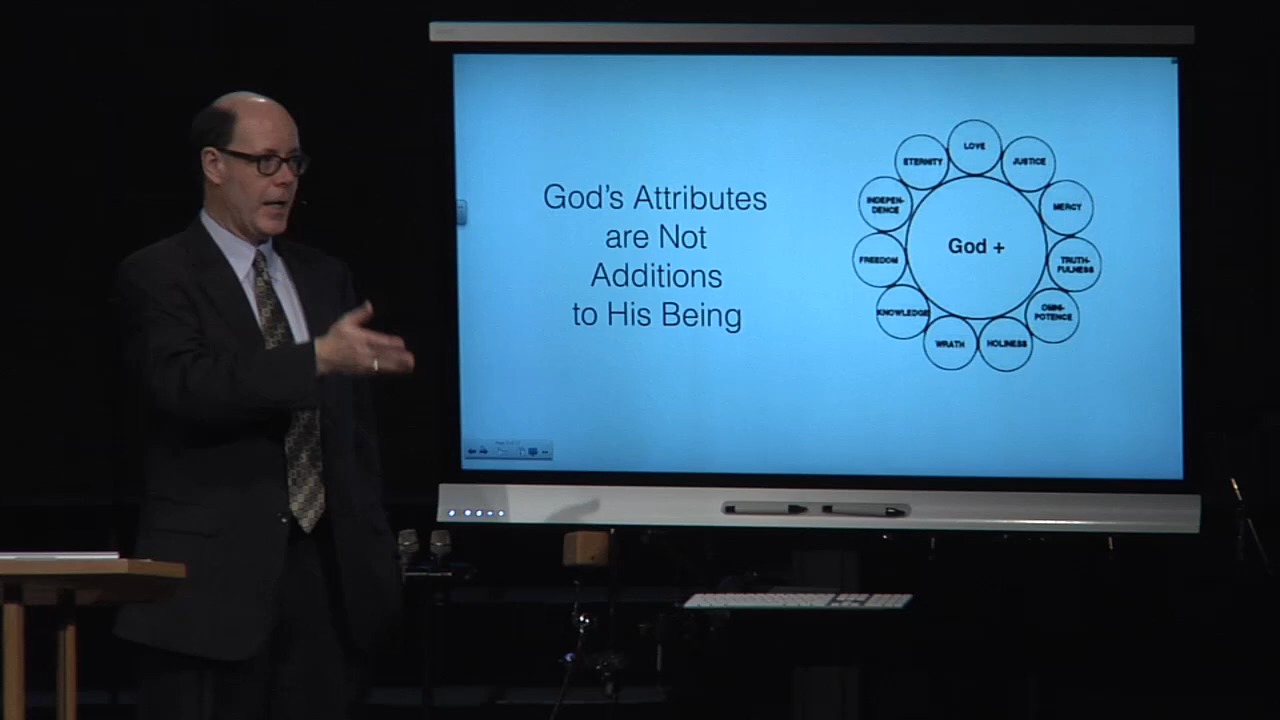 God's Attributes
are Not
Additions
to His Being
God +
LOVE
JUSTICE
MERCY
TRUTH-
FULNESS
OMNI-
POTENCE
HOLINESS
WRATH
KNOWLEDGE
FREEDOM
INDEPEN-
DENCE
ETERNITY